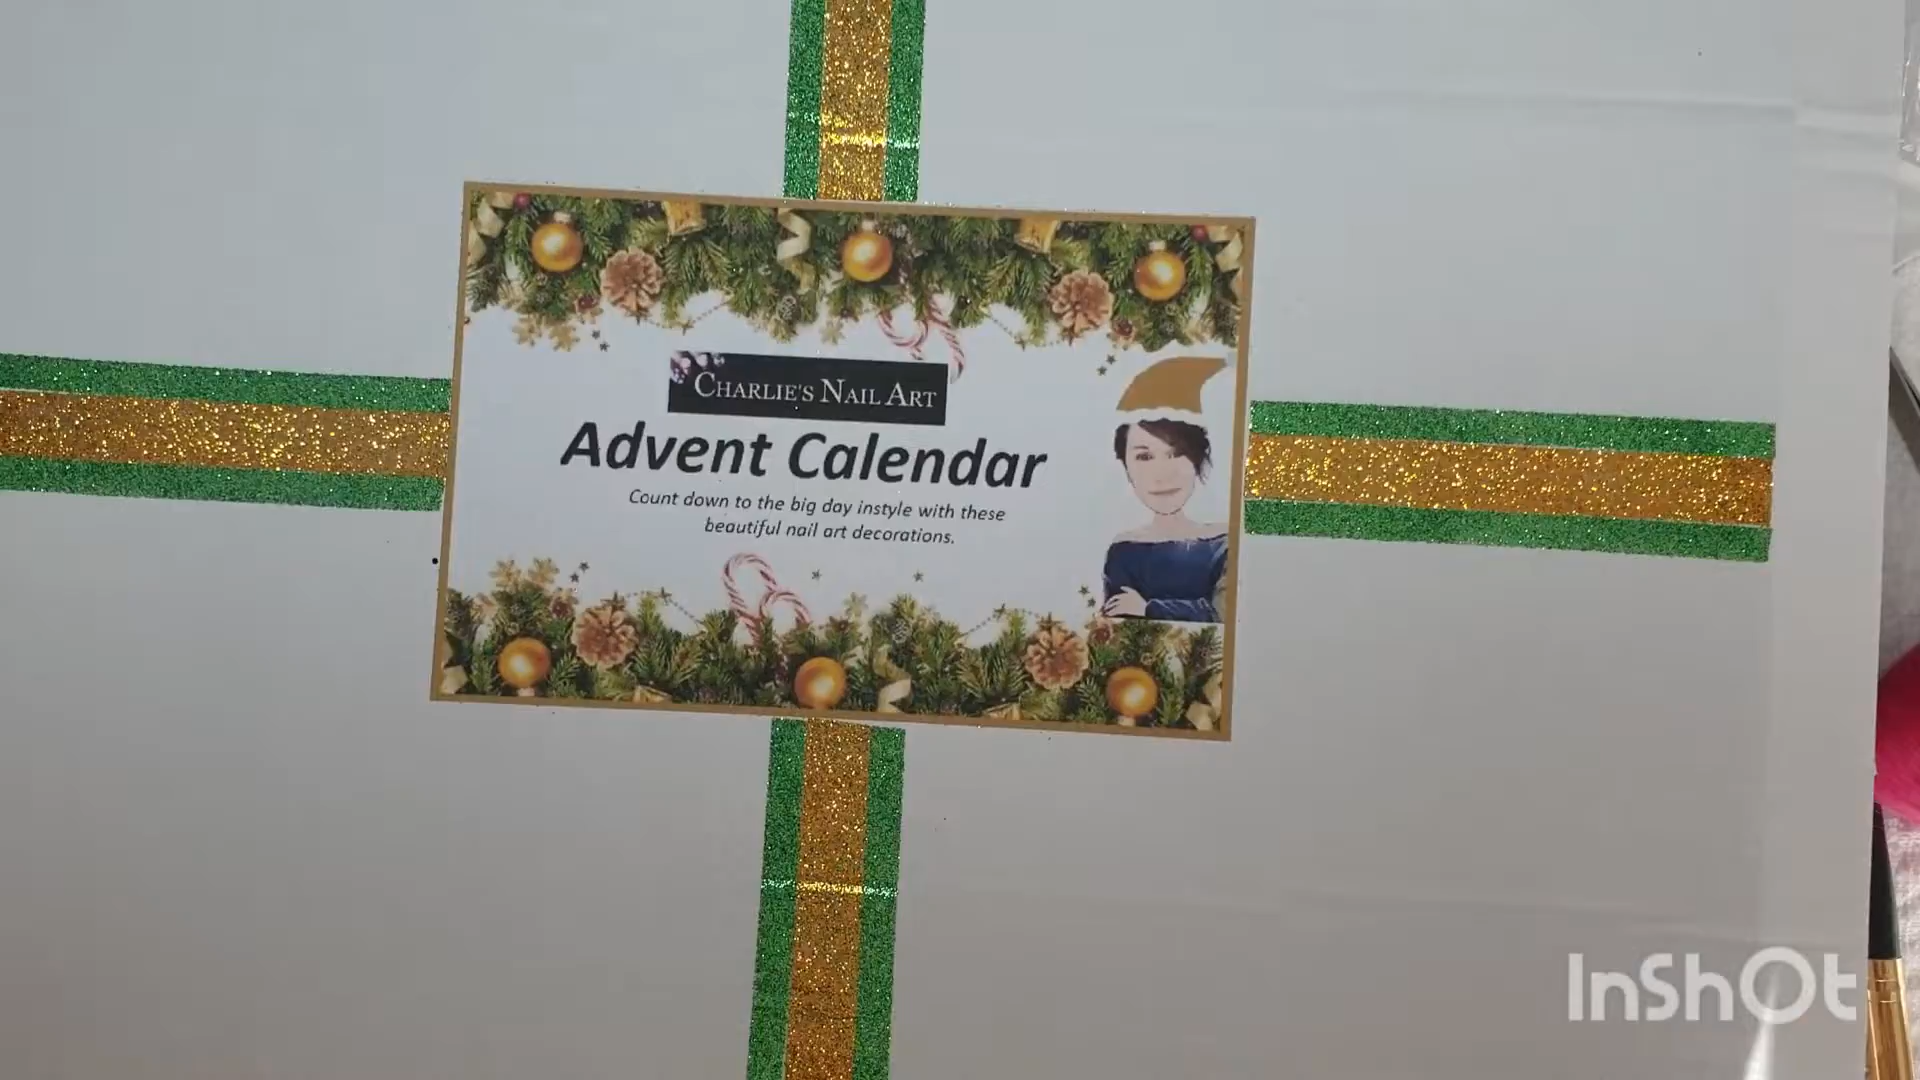 CHARLIE'S NAIL ART
Advent Calendar
Count down to the big day instyle with these
beautiful nail art decorations.
InShOt